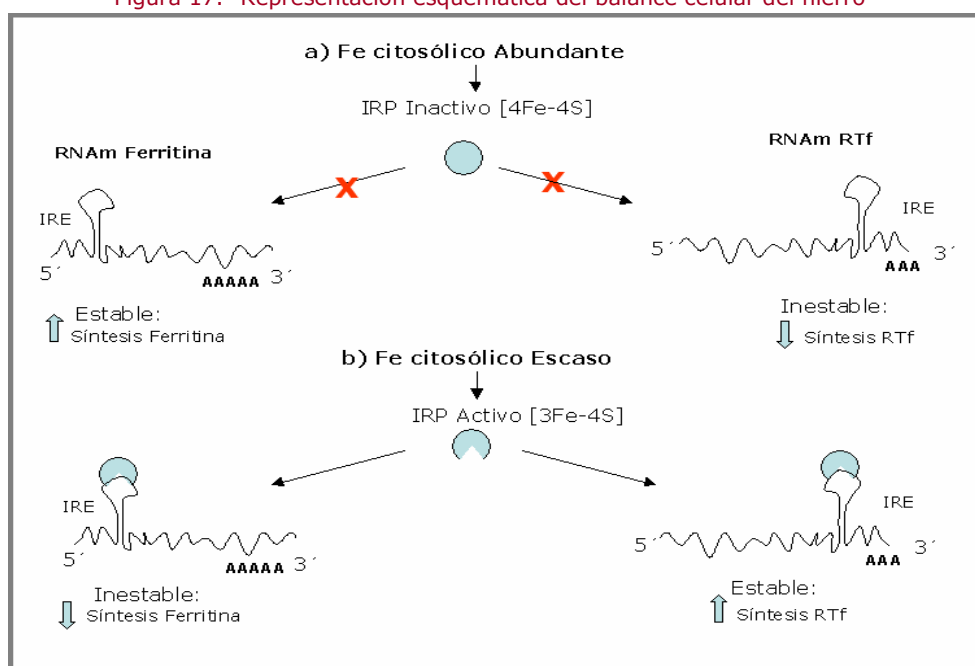 Figura 17. Representación esquemática del balance celular del hierro
a) Fe citosólico Abundante
IRP Inactivo [4Fe-4S]
RNAm Ferritina
RNAm RTf
X
X
IRE
IRE
5´
AAAAA 3´
5´
AAA
3´
Estable:
Síntesis Ferritina
Inestable:
Síntesis RTf
b) Fe citosólico Escaso
IRP Activo [3Fe-4S]
IRE
IRE
5´
AAAAA 3´
5´
AAA
3´
Inestable:
Síntesis Ferritina
Estable:
Síntesis RTf